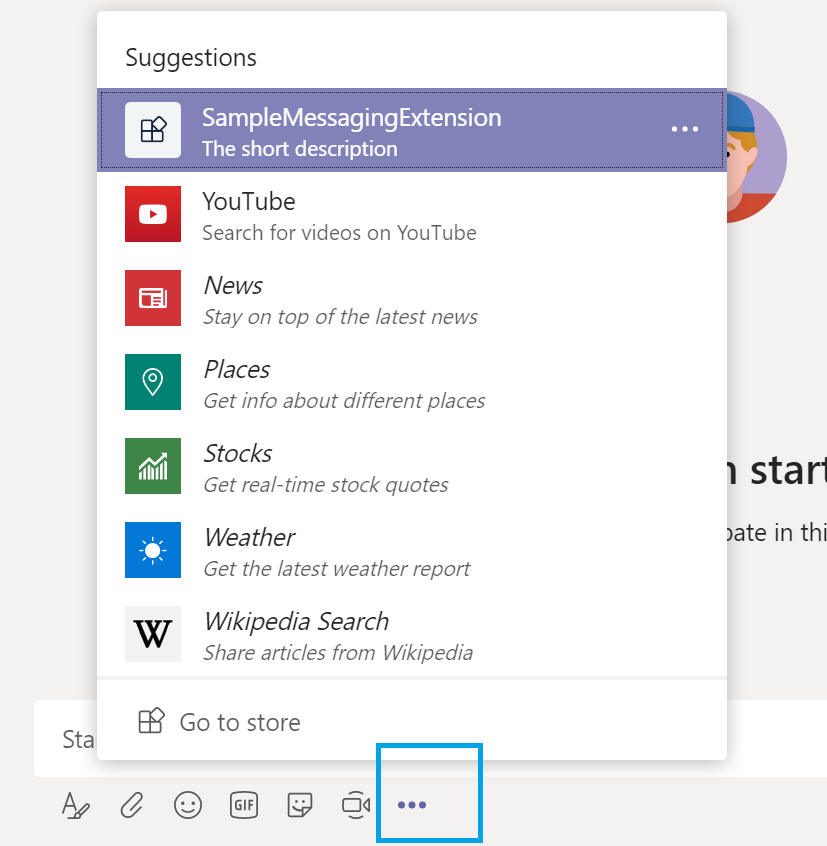 Suggestions
SampleMessagingExtension
The short description
YouTube
Search for videos on YouTube
News
Stay on top of the latest news
Places
Get info about different places
Stocks
Get real-time stock quotes
n start
Weather
pate in thi
Get the latest weather report
Wikipedia Search
W
Share articles from Wikipedia
Go to store
Sta
GIF